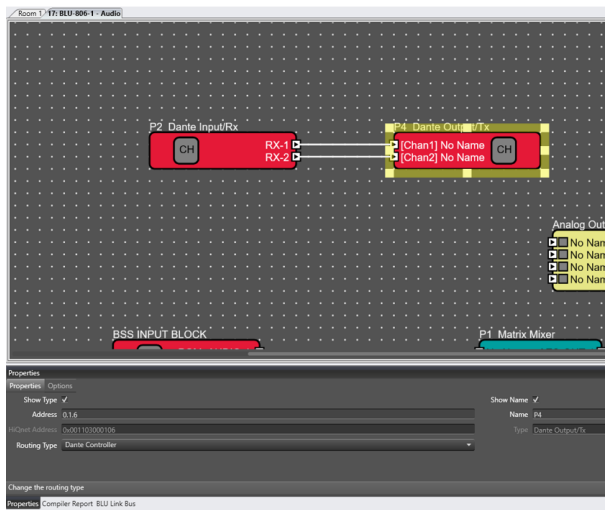 Room 1 17: BLU-806-1 - Audio
P2 Dante Input/Rx
CH
RX-1
RX-2
P4 Dante Output/Tx
[Chan1] No Name
[Chan2] No Name
CH
Analog Out
No Nam
No Nam
No Nam
No Nam
BSS INPUT BLOCK
P1 Matrix Mixer
Properties
Properties Options
Show Type
Show Name
Address 0.1.6
Name P4
HiQnet Address 0x001103000106
Type Dante Output/Tx
Routing Type Dante Controller
Change the routing type
Properties Compiler Report BLU Link Bus